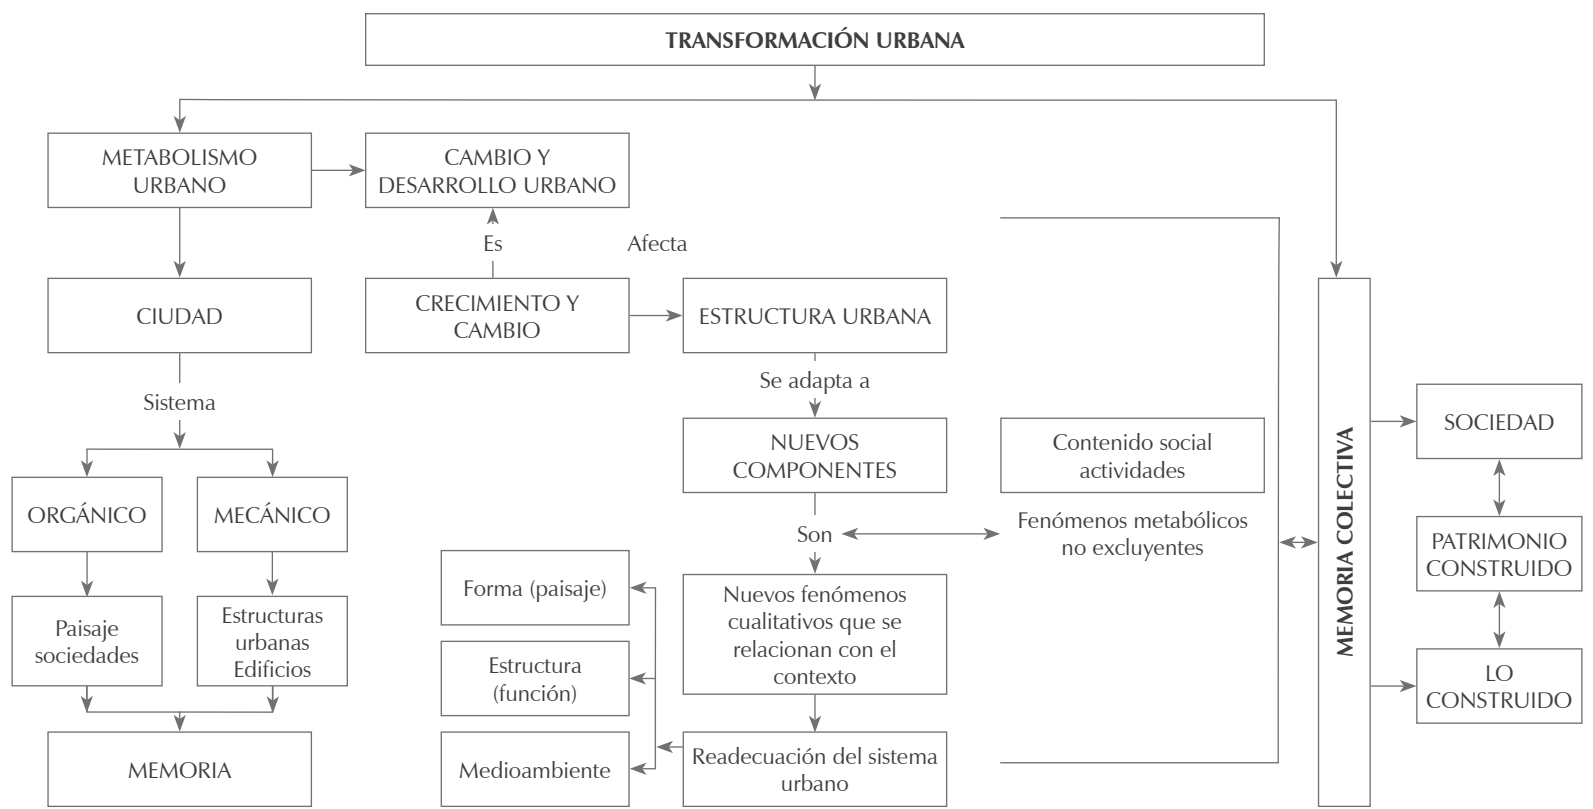 TRANSFORMACIÓN URBANA
METABOLISMO
URBANO
CAMBIO Y
DESARROLLO URBANO
Es
Afecta
CIUDAD
CRECIMIENTO Y
CAMBIO
ESTRUCTURA URBANA
Sistema
Se adapta a
ORGÁNICO
MECÁNICO
NUEVOS
COMPONENTES
Contenido social
actividades
Son
Fenómenos metabólicos
no excluyentes
Paisaje
sociedades
Estructuras
urbanas
Edificios
Forma (paisaje)
Estructura
(función)
Medioambiente
Nuevos fenómenos
cualitativos que se
relacionan con el
contexto
Readecuación del sistema
urbano
MEMORIA
MEMORIA COLECTIVA
SOCIEDAD
PATRIMONIO
CONSTRUIDO
LO
CONSTRUIDO